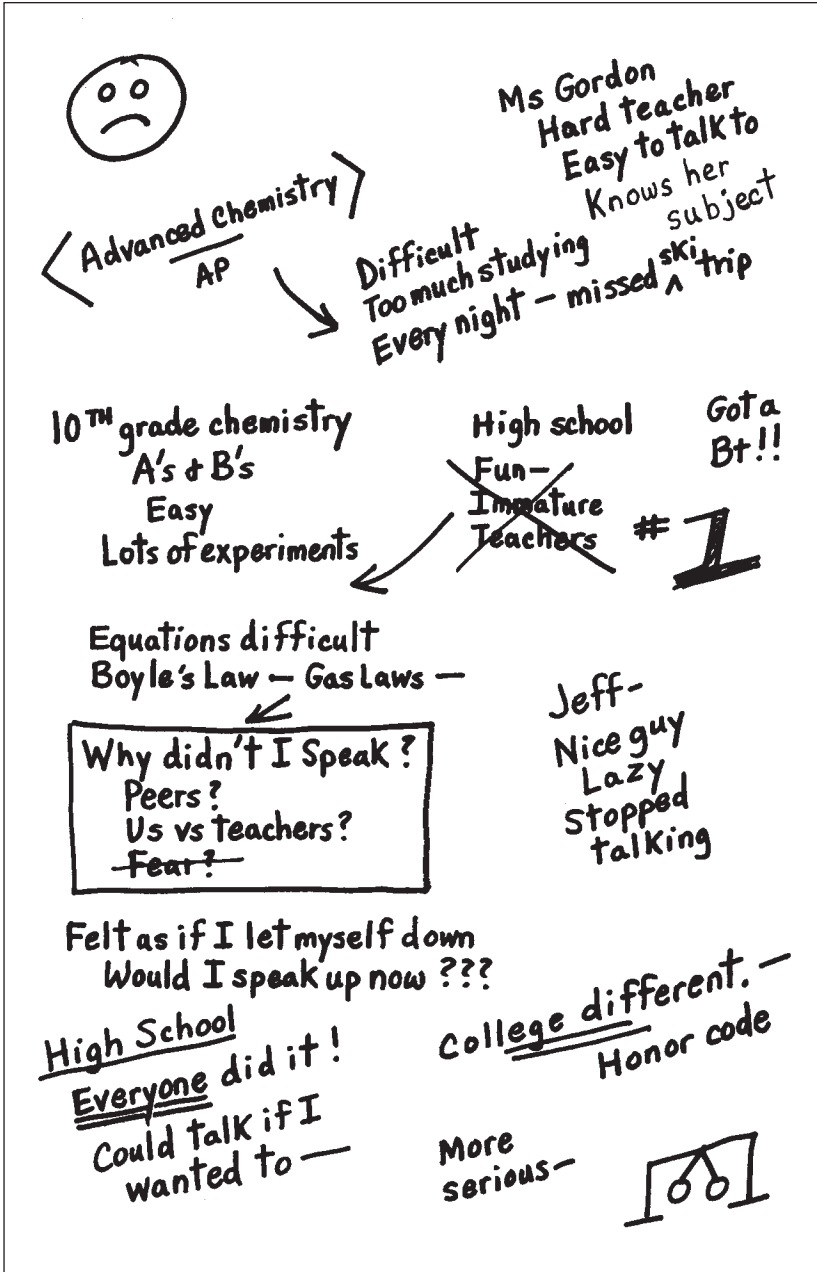 Ms Gordon
Hard teacher
Easy to talk to
Knows her
subject
Advanced Chemistry
AP
Difficult
Too much studying
Every night — missed ski trip
10TH grade chemistry
A's & B's
Easy
Lots of experiments
High school
Fun—
Immature
Teachers
Got a
B+!!
#1
Equations difficult
Boyle's Law — Gas Laws —
Why didn't I Speak?
Peers?
Us vs teachers?
Fear?
Jeff—
Nice guy
Lazy
Stopped
talking
Felt as if I let myself down
Would I speak up now ???
High School
Everyone did it!
Could talk if I
wanted to —
College different. —
Honor code
More
serious—